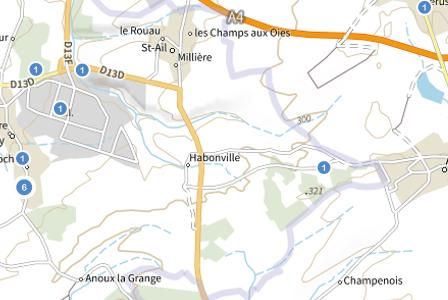 A4
le Rouau
les Champs aux Oies
St-Ail
Millière
D13F
1
1
1
D13D
D13D
1
300
Habonville
1
1
6
.321
Anoux la Grange
Champenois